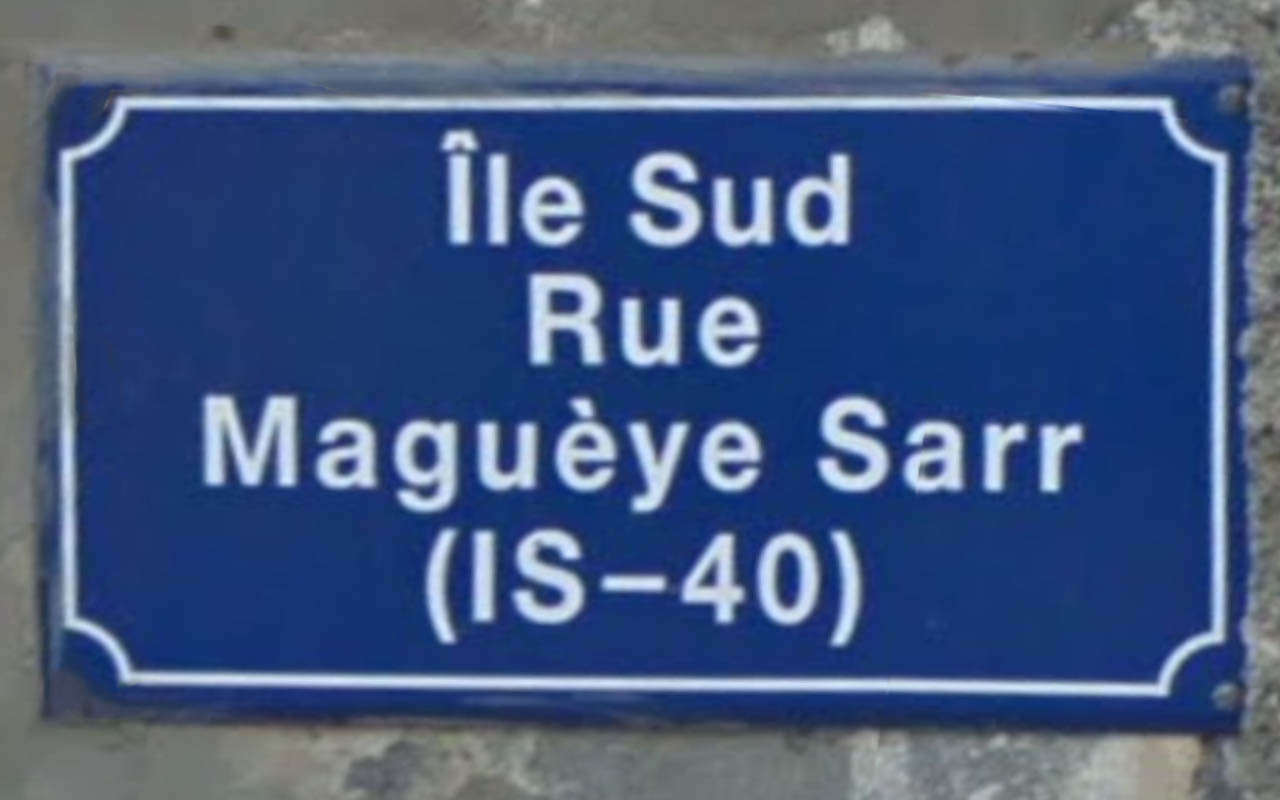 Île Sud
Rue
Maguèye Sarr
(IS–40)